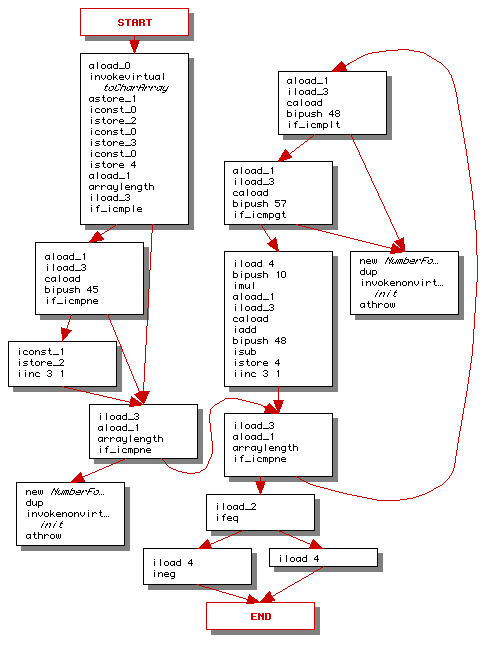 START
aload_0
invokevirtual
toCharArray
astore_1
iconst_0
istore_2
iconst_0
istore_3
iconst_0
istore 4
aload_1
arraylength
iload_3
if_icmple
aload_1
iload_3
caload
bipush 45
if_icmpne
iconst_1
istore_2
iinc 3 1
iload_3
aload_1
arraylength
if_icmpne
new NumberFo…
dup
invokenonvirt…
init
athrow
aload_1
iload_3
caload
bipush 48
if_icmplt
aload_1
iload_3
caload
bipush 57
if_icmpgt
new NumberFo…
dup
invokenonvirt…
init
athrow
iload 4
bipush 10
imul
aload_1
iload_3
caload
iadd
bipush 48
isub
istore 4
iinc 3 1
iload_3
aload_1
arraylength
if_icmpne
iload_2
ifeq
iload 4
ineg
iload 4
END